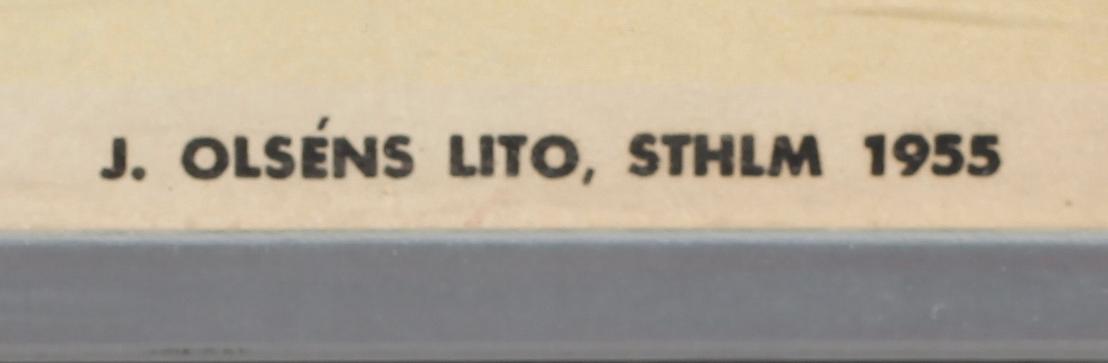 J. OLSÉNS LITO, STHLM 1955